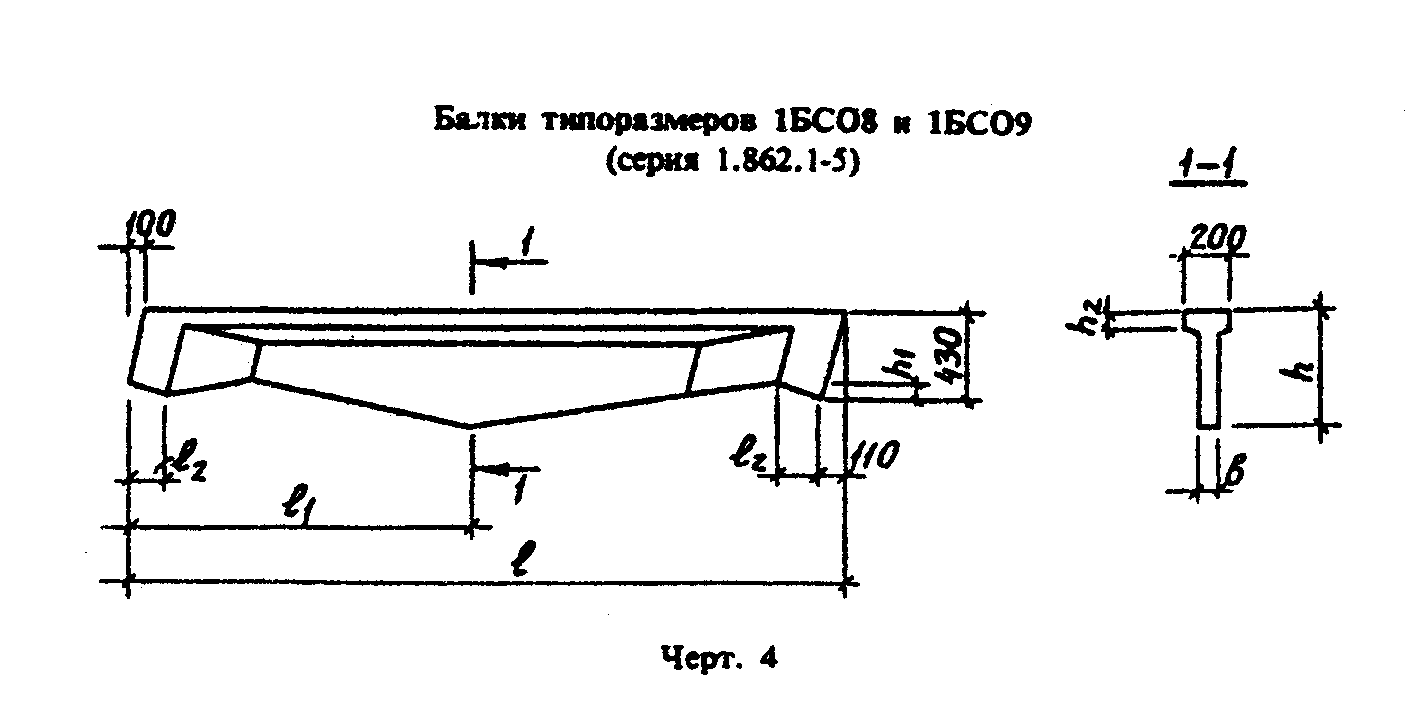 Балки типоразмеров 1БСО8 и 1БСО9
(серия 1.862.1-5)
1-1
100
1
200
h2
h1
430
h
l2
l2
110
1
в
l1
l
Черт. 4